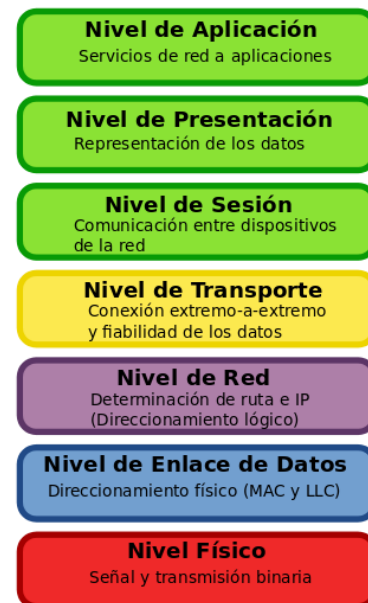 Nivel de Aplicación
Servicios de red a aplicaciones
Nivel de Presentación
Representación de los datos
Nivel de Sesión
Comunicación entre dispositivos
de la red
Nivel de Transporte
Conexión extremo-a-extremo
y fiabilidad de los datos
Nivel de Red
Determinación de ruta e IP
(Direccionamiento lógico)
Nivel de Enlace de Datos
Direccionamiento físico (MAC y LLC)
Nivel Físico
Señal y transmisión binaria